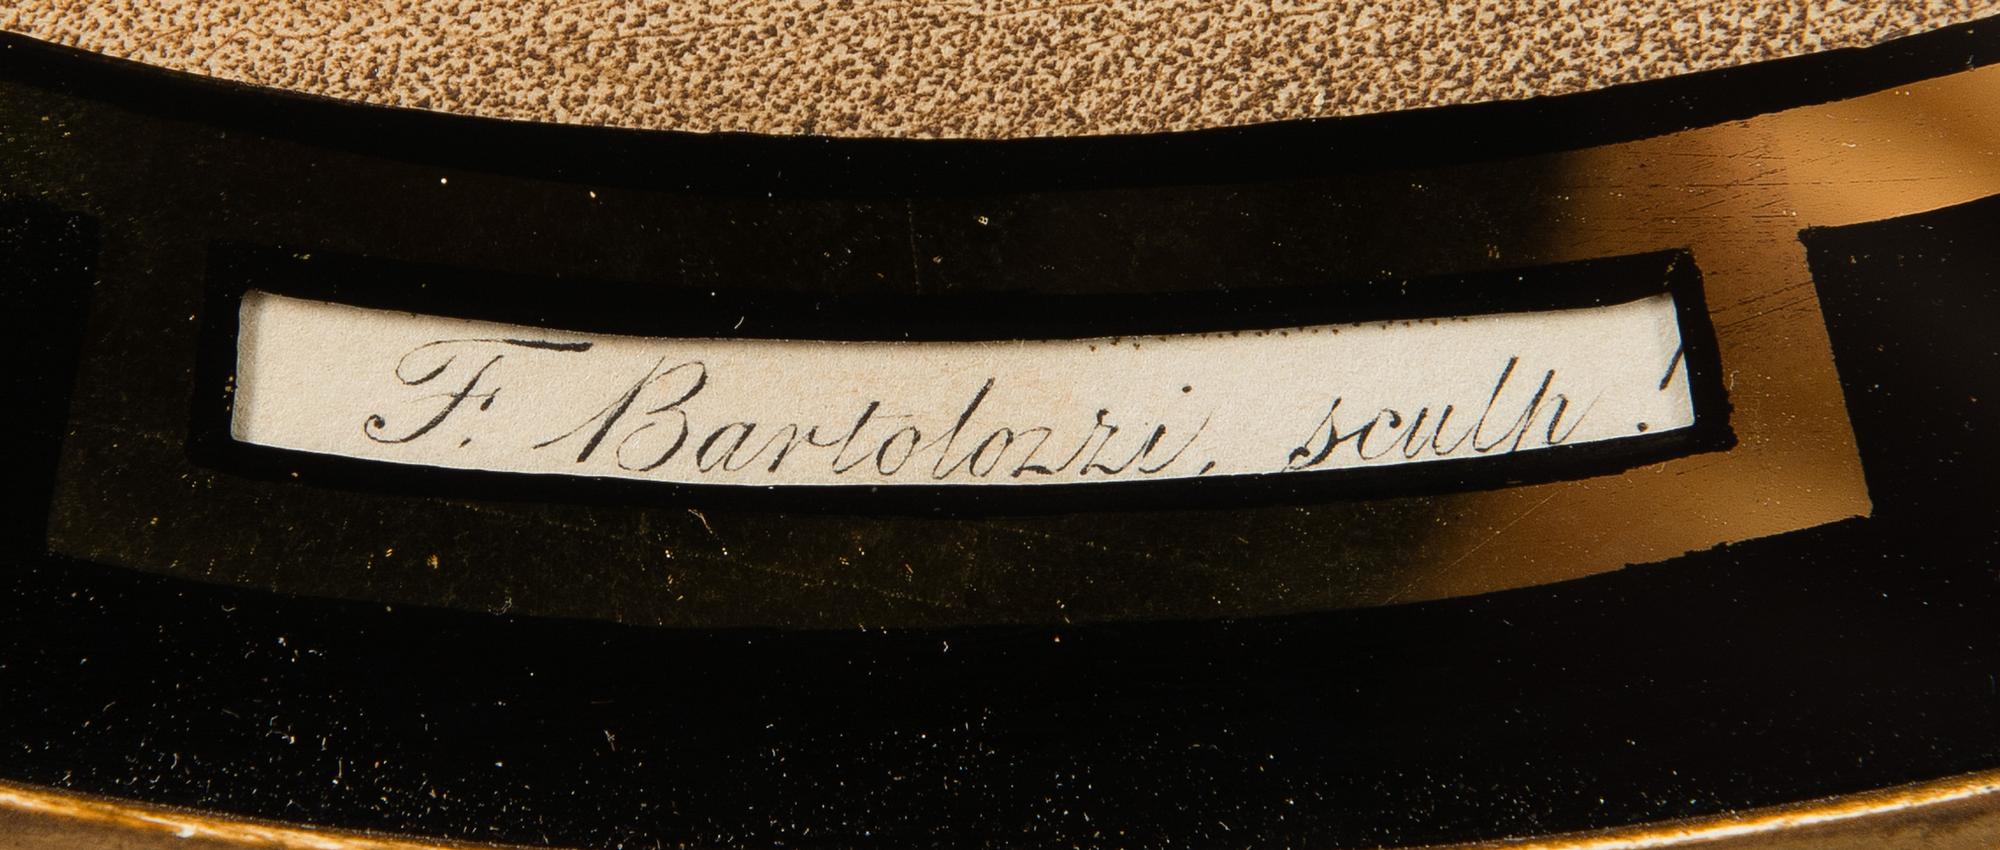 F. Bartolozzi, sculp.